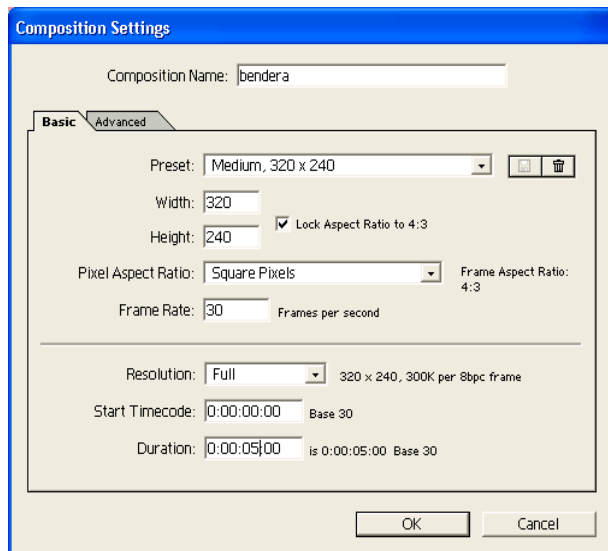 Composition Settings
Composition Name: bendera
Basic Advanced
Preset: Medium, 320 x 240
Width: 320
Lock Aspect Ratio to 4:3
Height: 240
Pixel Aspect Ratio: Square Pixels Frame Aspect Ratio:
4:3
Frame Rate: 30 Frames per second
Resolution: Full 320 x 240, 300K per 8bpc frame
Start Timecode: 0:00:00:00 Base 30
Duration: 0:00:05:00 is 0:00:05:00 Base 30
OK Cancel